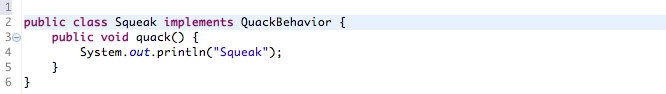 1
2 public class Squeak implements QuackBehavior {
3 public void quack() {
4 System.out.println("Squeak");
5 }
6 }